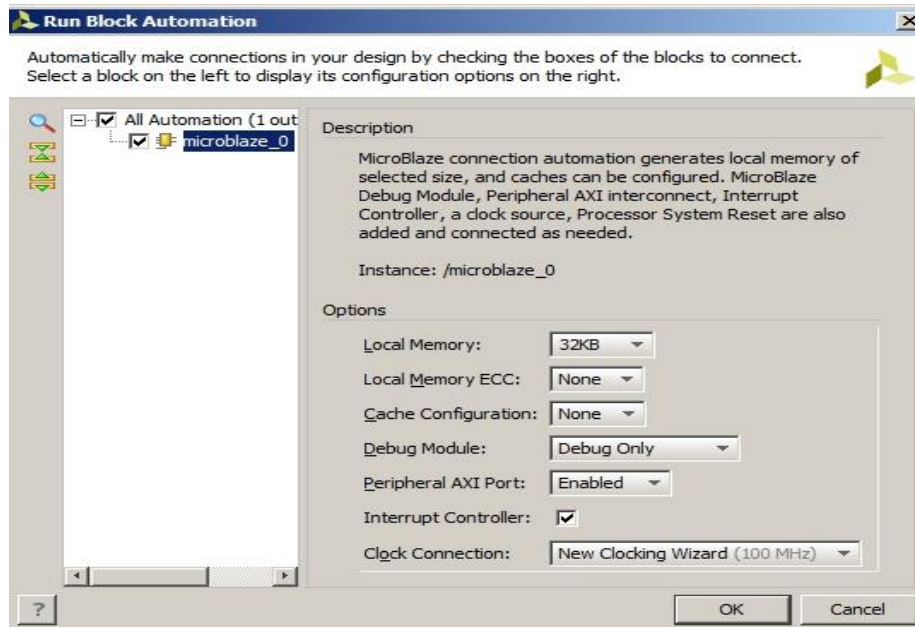 Run Block Automation
Automatically make connections in your design by checking the boxes of the blocks to connect.
Select a block on the left to display its configuration options on the right.
All Automation (1 out
microblaze_0
Description
MicroBlaze connection automation generates local memory of
selected size, and caches can be configured. MicroBlaze
Debug Module, Peripheral AXI interconnect, Interrupt
Controller, a clock source, Processor System Reset are also
added and connected as needed.
Instance: /microblaze_0
Options
Local Memory: 32KB
Local Memory ECC: None
Cache Configuration: None
Debug Module: Debug Only
Peripheral AXI Port: Enabled
Interrupt Controller:
Clock Connection: New Clocking Wizard (100 MHz)
? OK Cancel